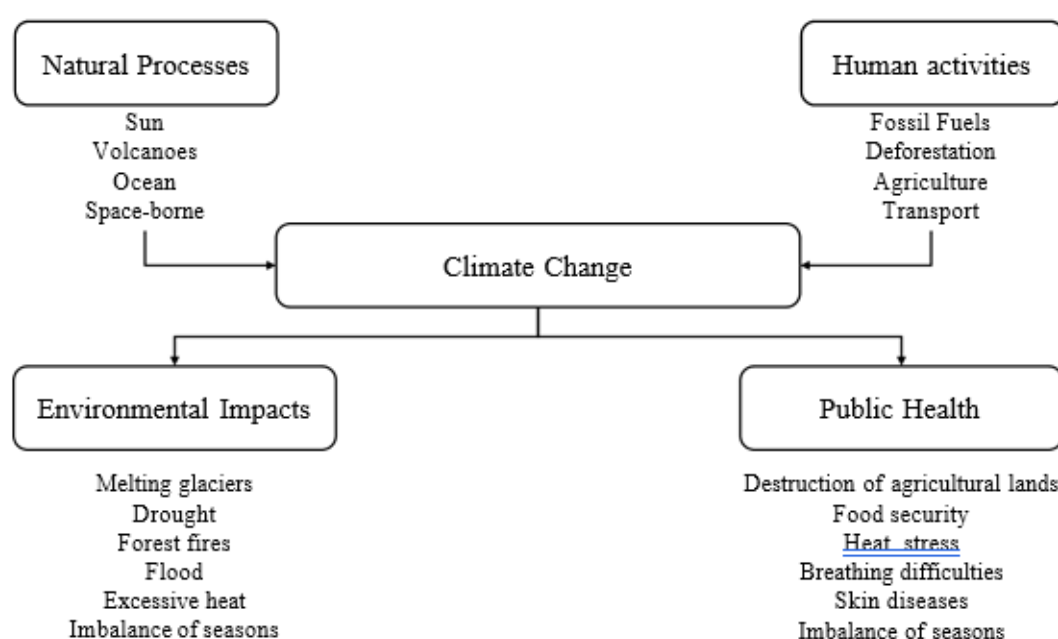 Natural Processes
Sun
Volcanoes
Ocean
Space-borne
Human activities
Fossil Fuels
Deforestation
Agriculture
Transport
Climate Change
Environmental Impacts
Melting glaciers
Drought
Forest fires
Flood
Excessive heat
Imbalance of seasons
Public Health
Destruction of agricultural lands
Food security
Heat stress
Breathing difficulties
Skin diseases
Imbalance of seasons